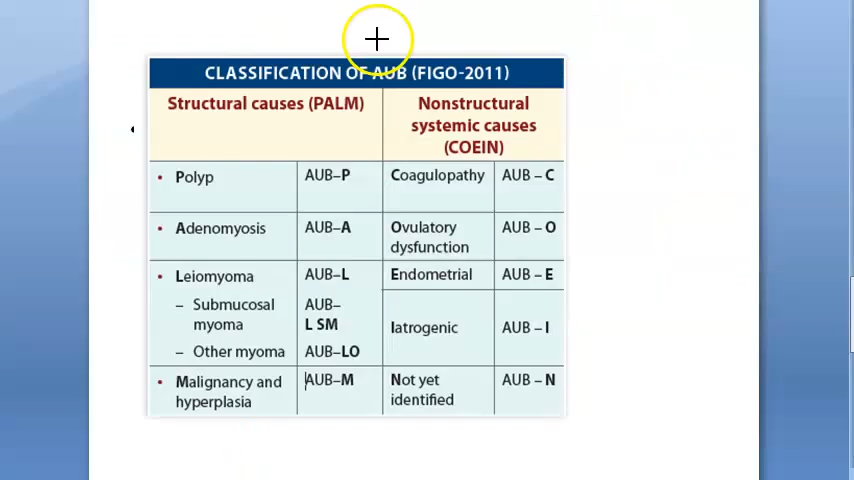 CLASSIFICATION OF AUB (FIGO-2011)
Structural causes (PALM)
Nonstructural
systemic causes
(COEIN)
• Polyp
AUB–P
Coagulopathy
AUB – C
• Adenomyosis
AUB–A
Ovulatory
dysfunction
AUB – O
• Leiomyoma
AUB–L
Endometrial
AUB – E
– Submucosal
myoma
AUB–
L SM
– Other myoma
AUB–LO
Iatrogenic
AUB – I
• Malignancy and
hyperplasia
AUB–M
Not yet
identified
AUB – N